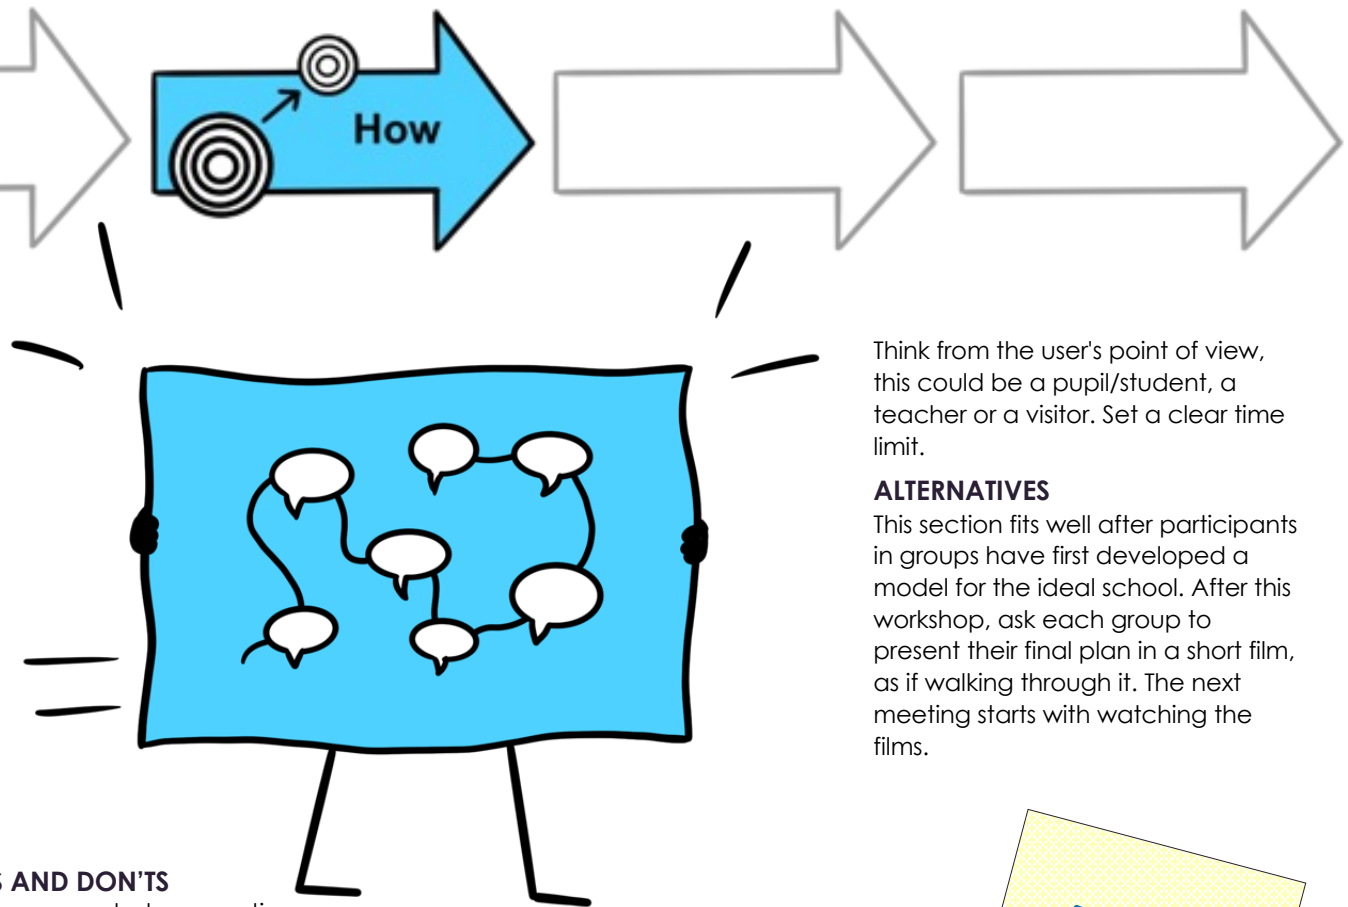 How
Think from the user's point of view,
this could be a pupil/student, a
teacher or a visitor. Set a clear time
limit.
ALTERNATIVES
This section fits well after participants
in groups have first developed a
model for the ideal school. After this
workshop, ask each group to
present their final plan in a short film,
as if walking through it. The next
meeting starts with watching the
films.
AND DON'TS